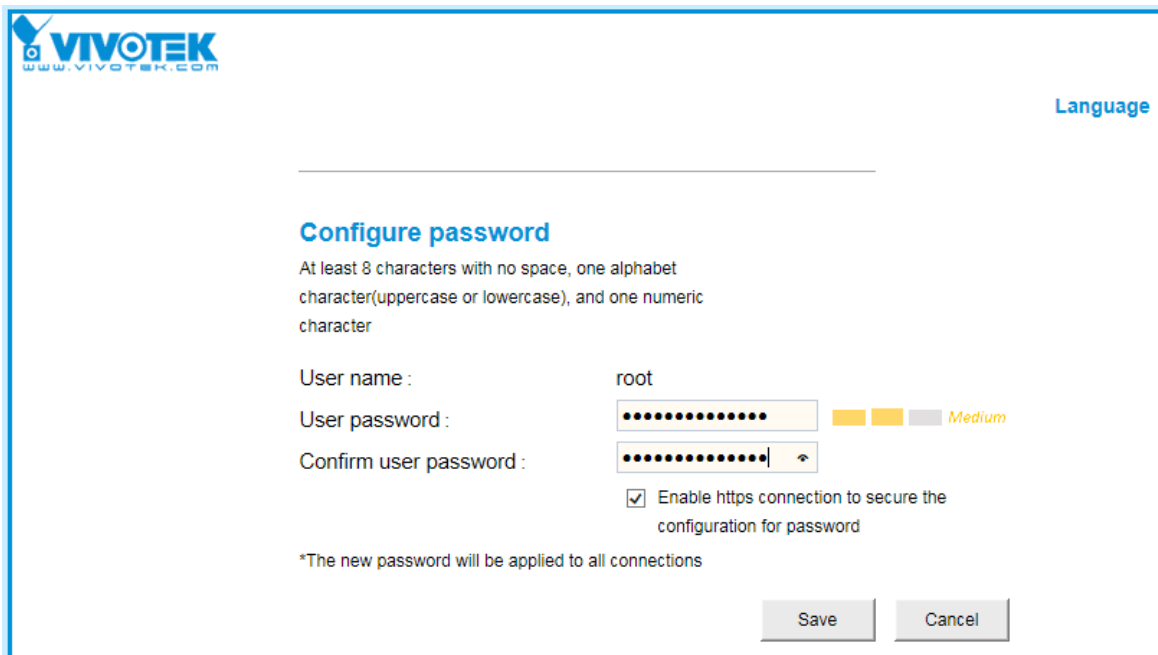 VIVOTEK
www.vivotek.com
Language
Configure password
At least 8 characters with no space, one alphabet
character(uppercase or lowercase), and one numeric
character
User name : root
User password : •••••••••••••• Medium
Confirm user password : ••••••••••••••
Enable https connection to secure the
configuration for password
*The new password will be applied to all connections
Save Cancel